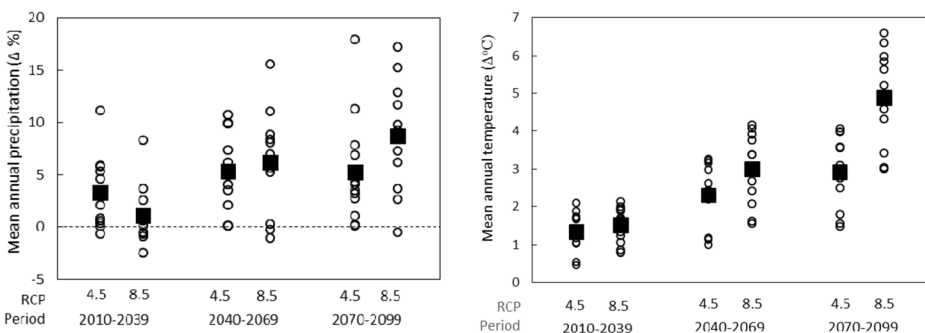 Mean annual precipitation (Δ %)
20
15
10
5
0
-5
RCP 4.5 8.5 4.5 8.5 4.5 8.5
Period 2010-2039 2040-2069 2070-2099
Mean annual temperature (Δ°C)
7
6
5
4
3
2
1
0
RCP 4.5 8.5 4.5 8.5 4.5 8.5
Period 2010-2039 2040-2069 2070-2099